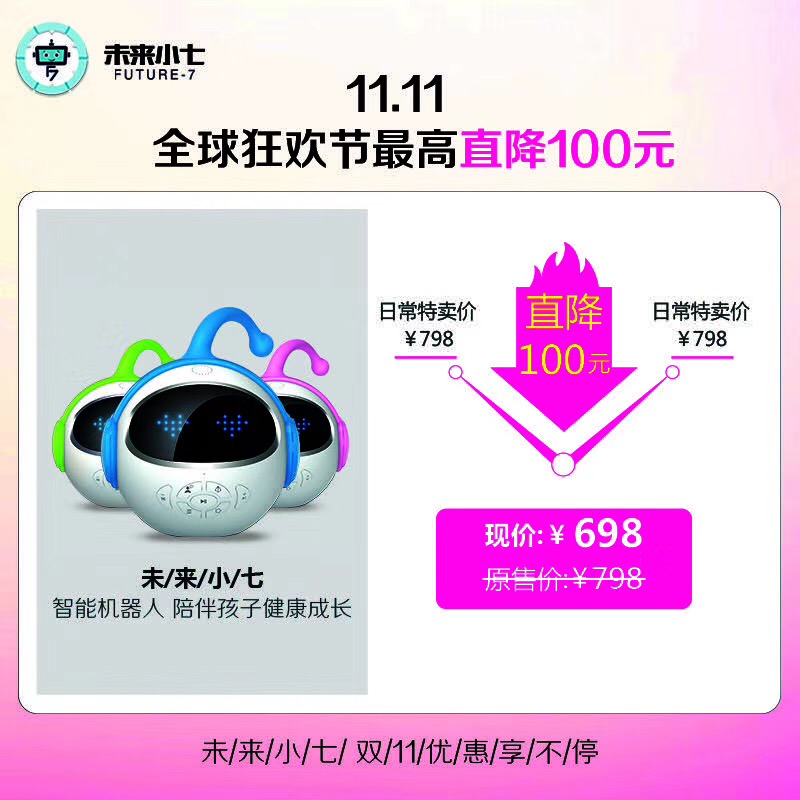 未来小七
FUTURE-7
11.11
全球狂欢节最高直降100元
日常特卖价
￥798
直降
100元
日常特卖价
￥798
现价:￥698
原售价:￥798
未/来/小/七
智能机器人 陪伴孩子健康成长
未/来/小/七/ 双/11/优/惠/享/不/停